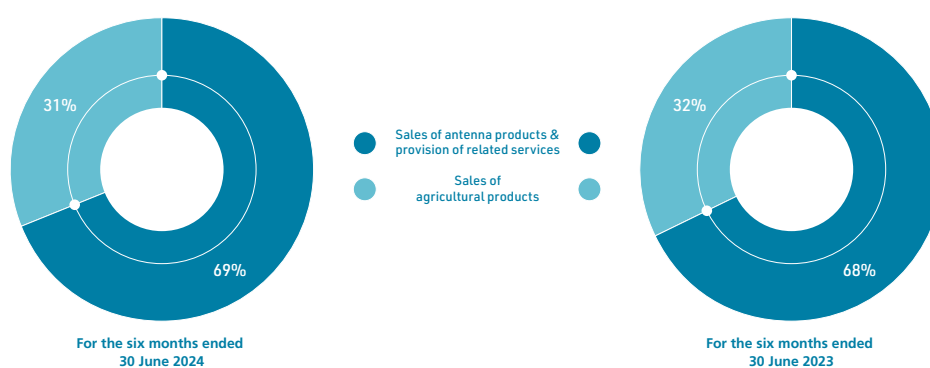 31%
69%
For the six months ended
30 June 2024
Sales of antenna products &
provision of related services
Sales of
agricultural products
32%
68%
For the six months ended
30 June 2023